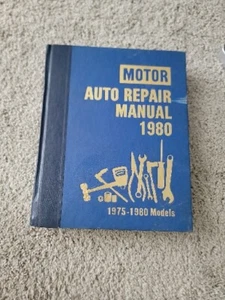 MOTOR
AUTO REPAIR
MANUAL
1980
1975-1980 Models